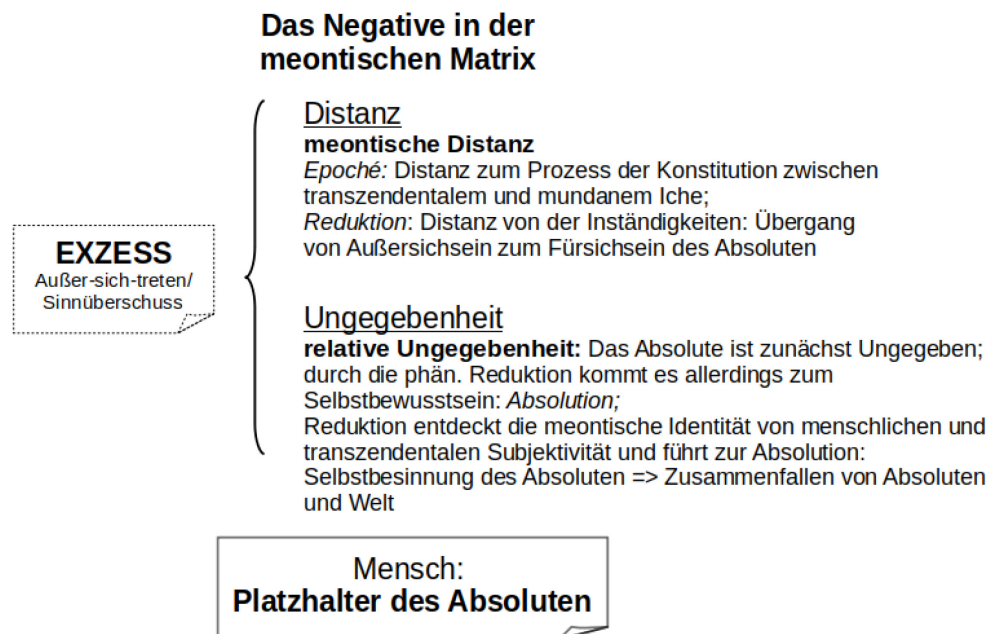 Das Negative in der
meontischen Matrix
Distanz
meontische Distanz
Epoché: Distanz zum Prozess der Konstitution zwischen
transzendentalem und mundanem Iche;
Reduktion: Distanz von der Inständigkeiten: Übergang
von Außersichsein zum Fürsichsein des Absoluten
EXZESS
Außer-sich-treten/
Sinnüberschuss
Ungegebenheit
relative Ungegebenheit: Das Absolute ist zunächst Ungegeben;
durch die phän. Reduktion kommt es allerdings zum
Selbstbewusstsein: Absolution;
Reduktion entdeckt die meontische Identität von menschlichen und
transzendentalen Subjektivität und führt zur Absolution:
Selbstbesinnung des Absoluten => Zusammenfallen von Absoluten
und Welt
Mensch:
Platzhalter des Absoluten